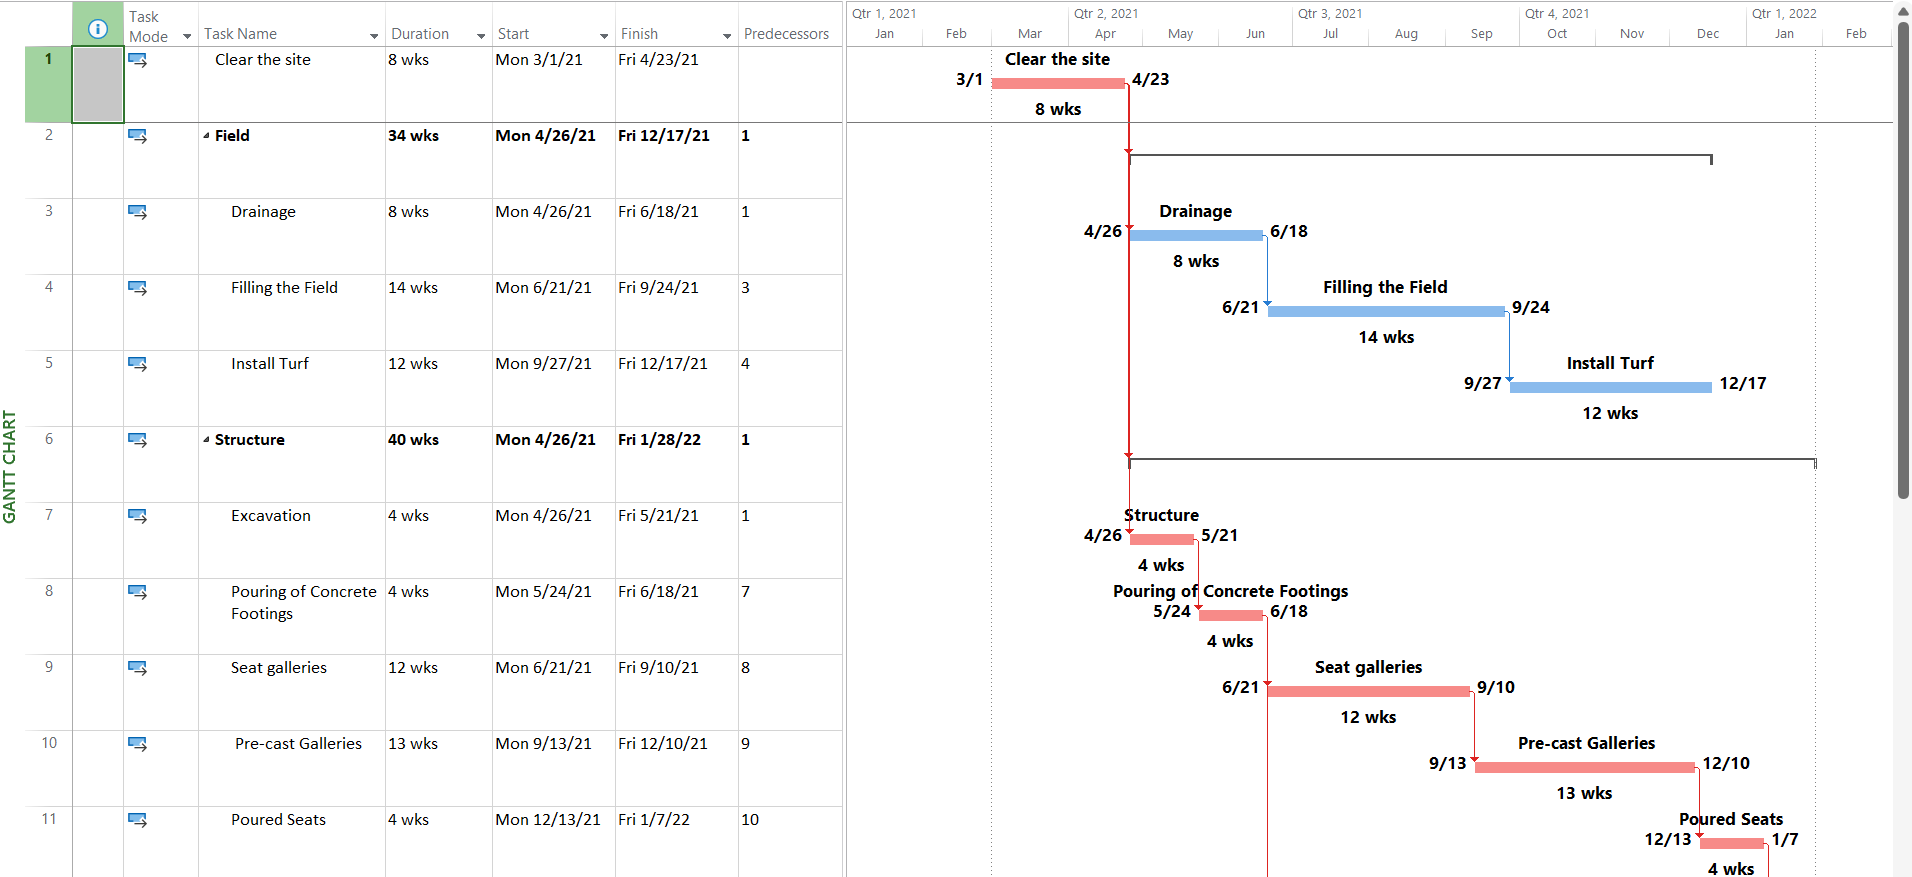 Task Mode
Task Name
Duration
Start
Finish
Predecessors
Qtr 1, 2021
Qtr 2, 2021
Qtr 3, 2021
Qtr 4, 2021
Qtr 1, 2022
Jan
Feb
Mar
Apr
May
Jun
Jul
Aug
Sep
Oct
Nov
Dec
Jan
Feb
GANTT CHART
1 Clear the site 8 wks Mon 3/1/21 Fri 4/23/21
2 Field 34 wks Mon 4/26/21 Fri 12/17/21 1
3 Drainage 8 wks Mon 4/26/21 Fri 6/18/21 1
4 Filling the Field 14 wks Mon 6/21/21 Fri 9/24/21 3
5 Install Turf 12 wks Mon 9/27/21 Fri 12/17/21 4
6 Structure 40 wks Mon 4/26/21 Fri 1/28/22 1
7 Excavation 4 wks Mon 4/26/21 Fri 5/21/21 1
8 Pouring of Concrete 4 wks Mon 5/24/21 Fri 6/18/21 7
Footings
9 Seat galleries 12 wks Mon 6/21/21 Fri 9/10/21 8
10 Pre-cast Galleries 13 wks Mon 9/13/21 Fri 12/10/21 9
11 Poured Seats 4 wks Mon 12/13/21 Fri 1/7/22 10
Clear the site
3/1 4/23
8 wks
Drainage
4/26 6/18
8 wks
Filling the Field
6/21 9/24
14 wks
Install Turf
9/27 12/17
12 wks
Structure
4/26 5/21
4 wks
Pouring of Concrete Footings
5/24 6/18
4 wks
Seat galleries
6/21 9/10
12 wks
Pre-cast Galleries
9/13 12/10
13 wks
Poured Seats
12/13 1/7
4 wks